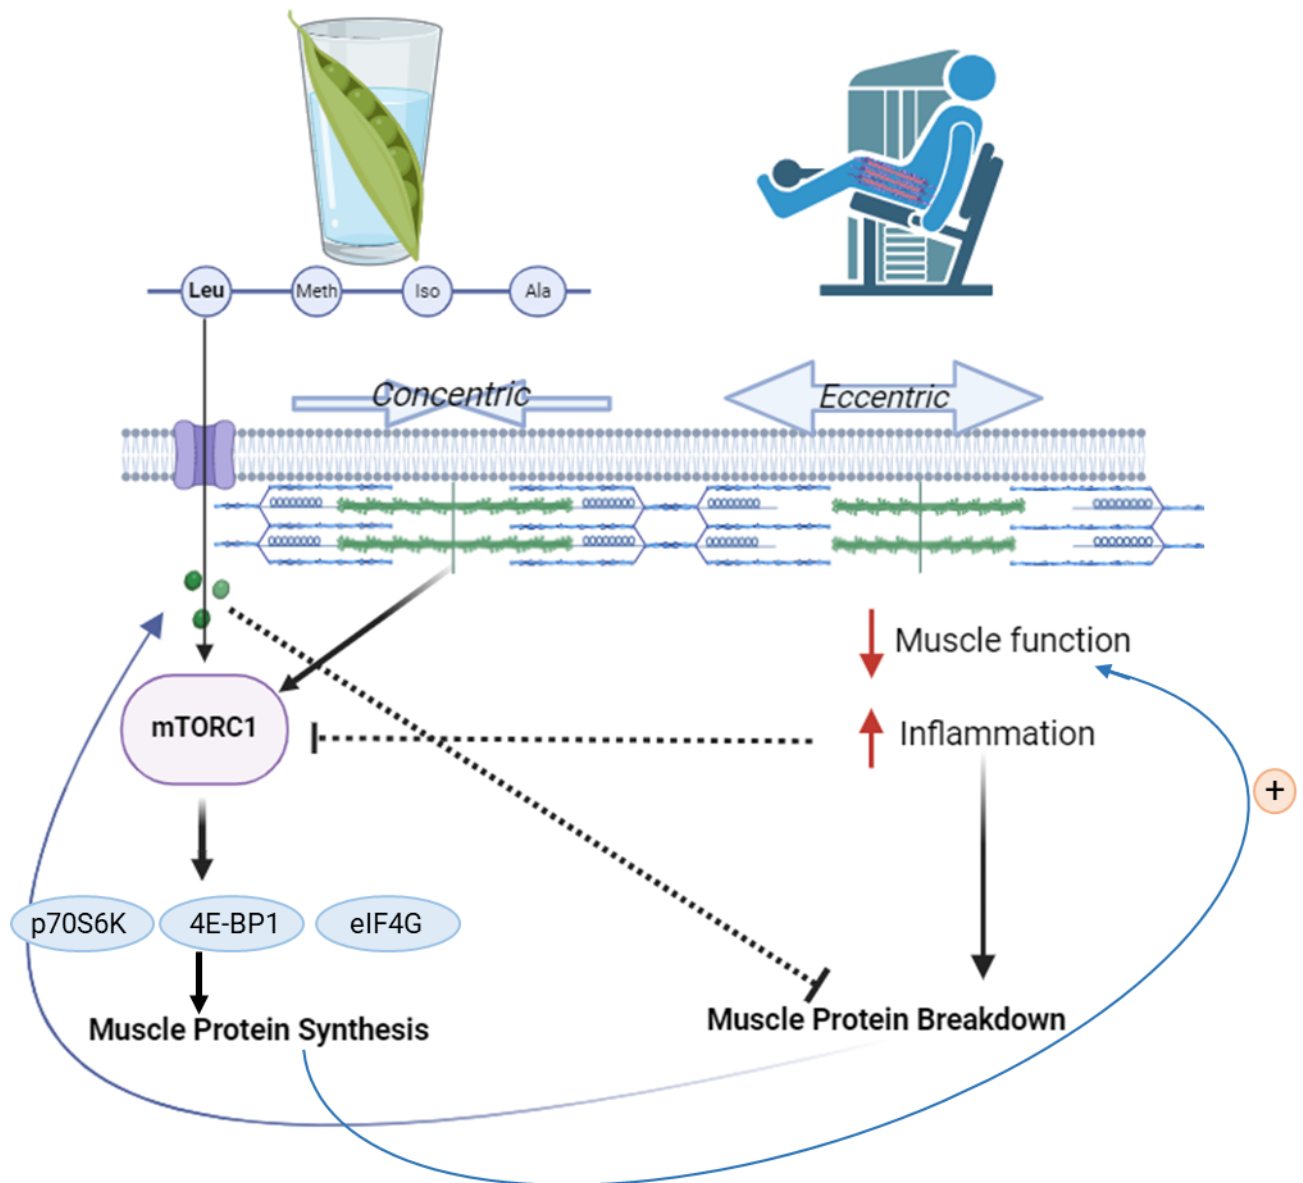 Leu
Meth
Iso
Ala
Concentric
Eccentric
Muscle function
mTORC1
Inflammation
+
p70S6K
4E-BP1
eIF4G
Muscle Protein Synthesis
Muscle Protein Breakdown